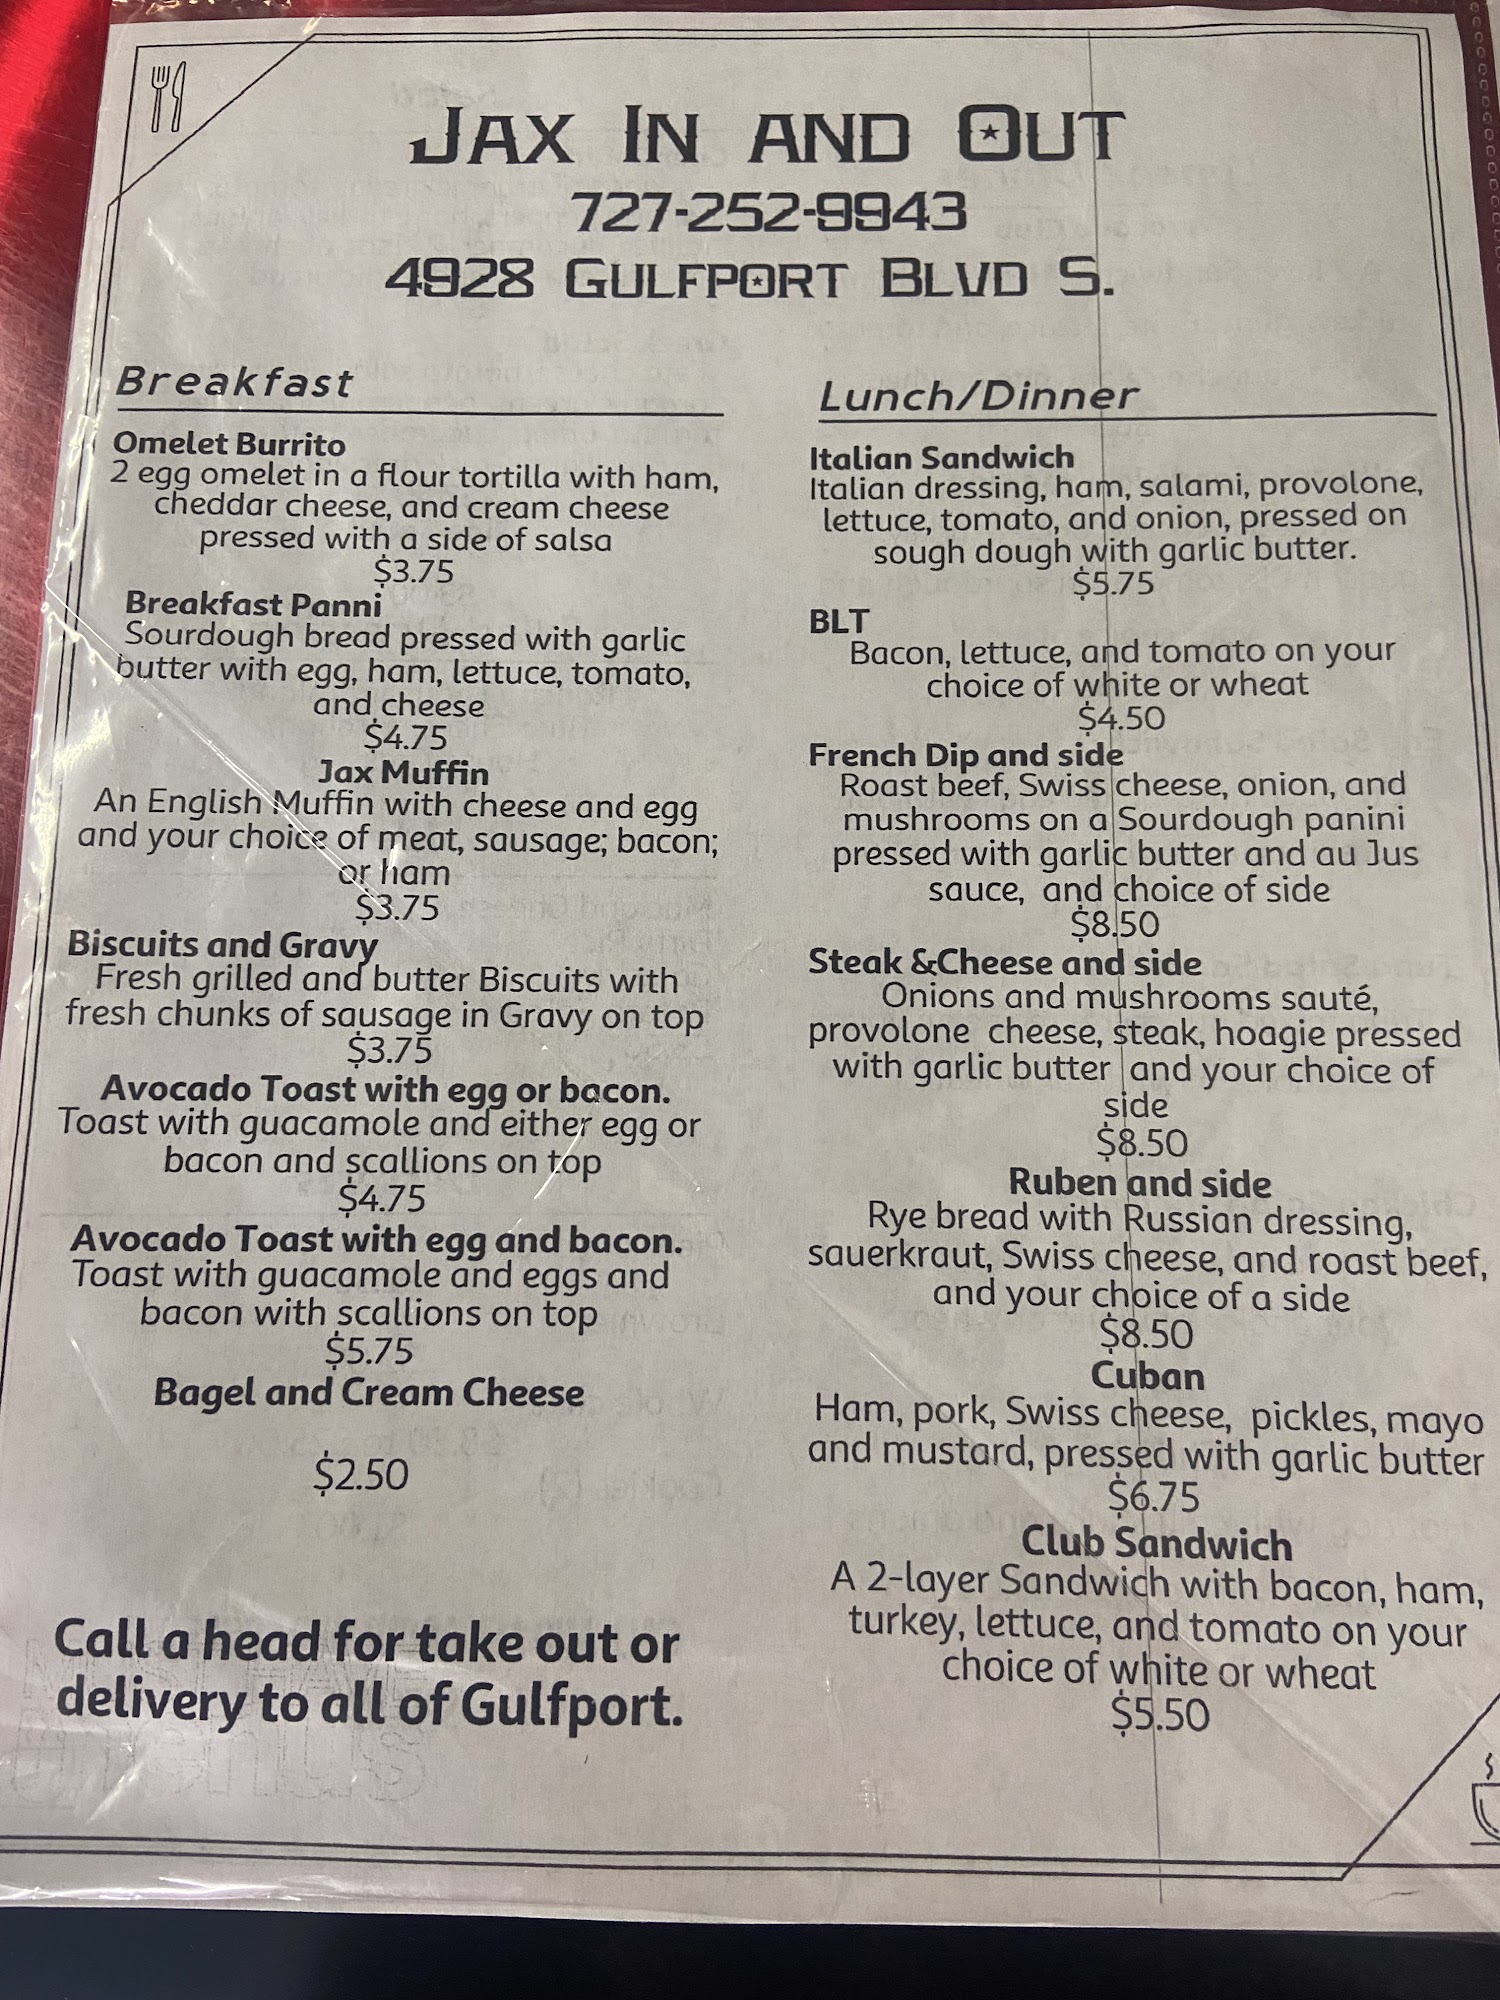 Jax In and Out
727-252-9943
4928 Gulfport Blvd S.
Breakfast
Omelet Burrito
2 egg omelet in a flour tortilla with ham,
cheddar cheese, and cream cheese
pressed with a side of salsa
$3.75
Breakfast Panni
Sourdough bread pressed with garlic
butter with egg, ham, lettuce, tomato,
and cheese
$4.75
Jax Muffin
An English Muffin with cheese and egg
and your choice of meat, sausage; bacon;
or ham
$3.75
Biscuits and Gravy
Fresh grilled and butter Biscuits with
fresh chunks of sausage in Gravy on top
$3.75
Avocado Toast with egg or bacon.
Toast with guacamole and either egg or
bacon and scallions on top
$4.75
Avocado Toast with egg and bacon.
Toast with guacamole and eggs and
bacon with scallions on top
$5.75
Bagel and Cream Cheese
$2.50
Call a head for take out or
delivery to all of Gulfport.
Lunch/Dinner
Italian Sandwich
Italian dressing, ham, salami, provolone,
lettuce, tomato, and onion, pressed on
sough dough with garlic butter.
$5.75
BLT
Bacon, lettuce, and tomato on your
choice of white or wheat
$4.50
French Dip and side
Roast beef, Swiss cheese, onion, and
mushrooms on a Sourdough panini
pressed with garlic butter and au Jus
sauce, and choice of side
$8.50
Steak &Cheese and side
Onions and mushrooms sauté,
provolone cheese, steak, hoagie pressed
with garlic butter and your choice of
side
$8.50
Ruben and side
Rye bread with Russian dressing,
sauerkraut, Swiss cheese, and roast beef,
and your choice of a side
$8.50
Cuban
Ham, pork, Swiss cheese, pickles, mayo
and mustard, pressed with garlic butter
$6.75
Club Sandwich
A 2-layer Sandwich with bacon, ham,
turkey, lettuce, and tomato on your
choice of white or wheat
$5.50